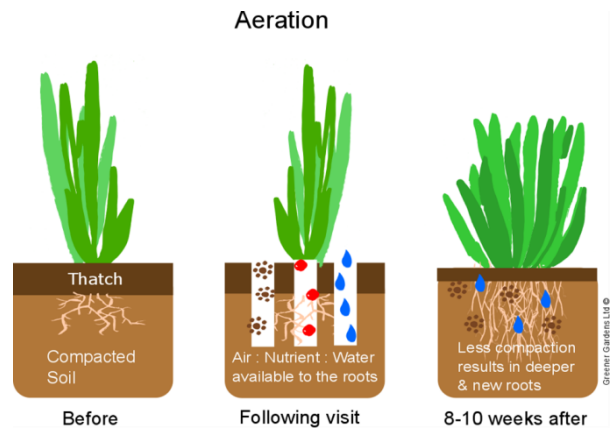 Aeration
Thatch
Compacted
Soil
Before
Air : Nutrient : Water
available to the roots
Following visit
Less compaction
results in deeper
& new roots
8-10 weeks after
Greener Gardens Ltd ©